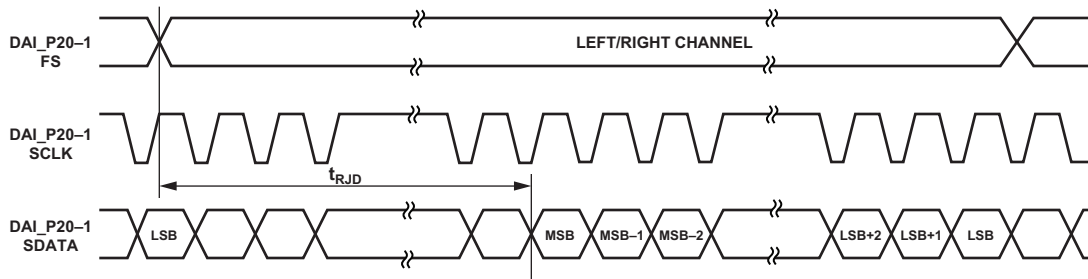 DAI_P20–1
FS
LEFT/RIGHT CHANNEL
DAI_P20–1
SCLK
tRJD
DAI_P20–1
SDATA
LSB
MSB
MSB–1
MSB–2
LSB+2
LSB+1
LSB